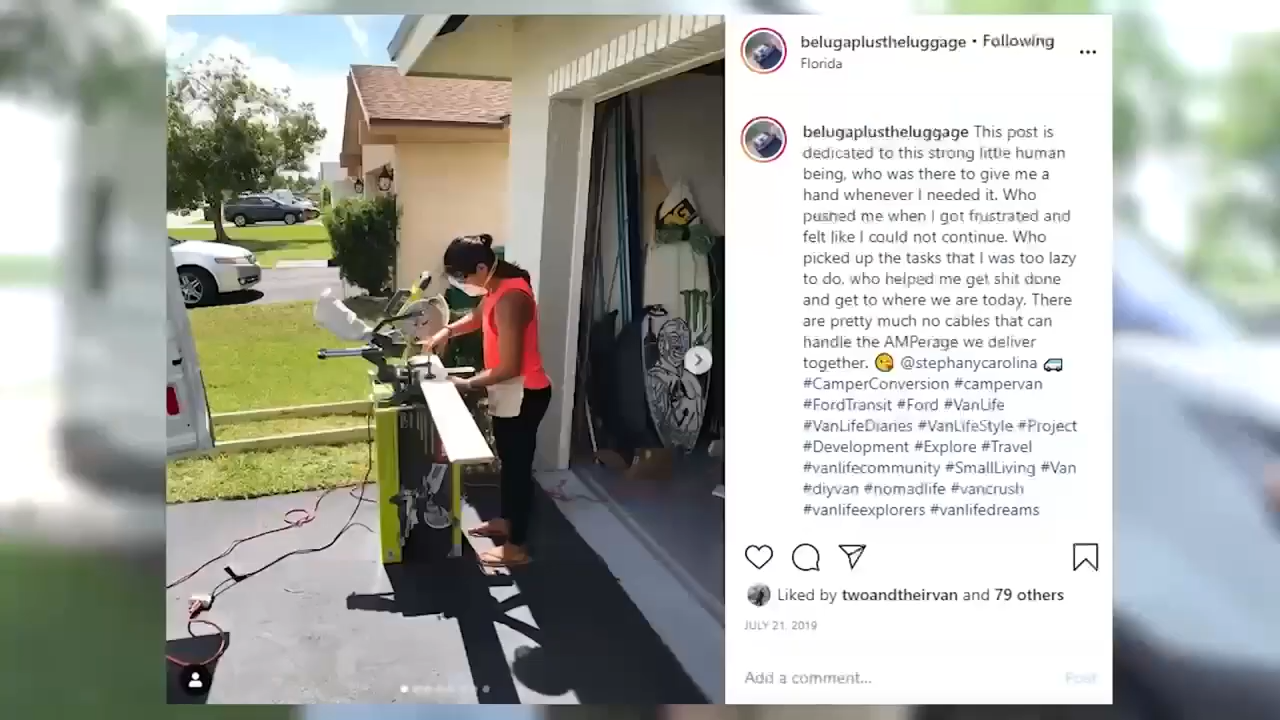 belugaplustheluggage • Following
Florida
belugaplustheluggage This post is
dedicated to this strong little human
being, who was there to give me a
hand whenever I needed it. Who
pushed me when I got frustrated and
felt like I could not continue. Who
picked up the tasks that I was too lazy
to do, who helped me get shit done
and get to where we are today. There
are pretty much no cables that can
handle the AMPerage we deliver
together. 😘 @stephanycarolina 🚐
#CamperConversion #campervan
#FordTransit #Ford #VanLife
#VanLifeDiaries #VanLifeStyle #Project
#Development #Explore #Travel
#vanlifecommunity #SmallLiving #Van
#diyvan #nomadlife #vancrush
#vanlifeexplorers #vanlifedreams
Liked by twoandtheirvan and 79 others
JULY 21, 2019
Add a comment...
Post